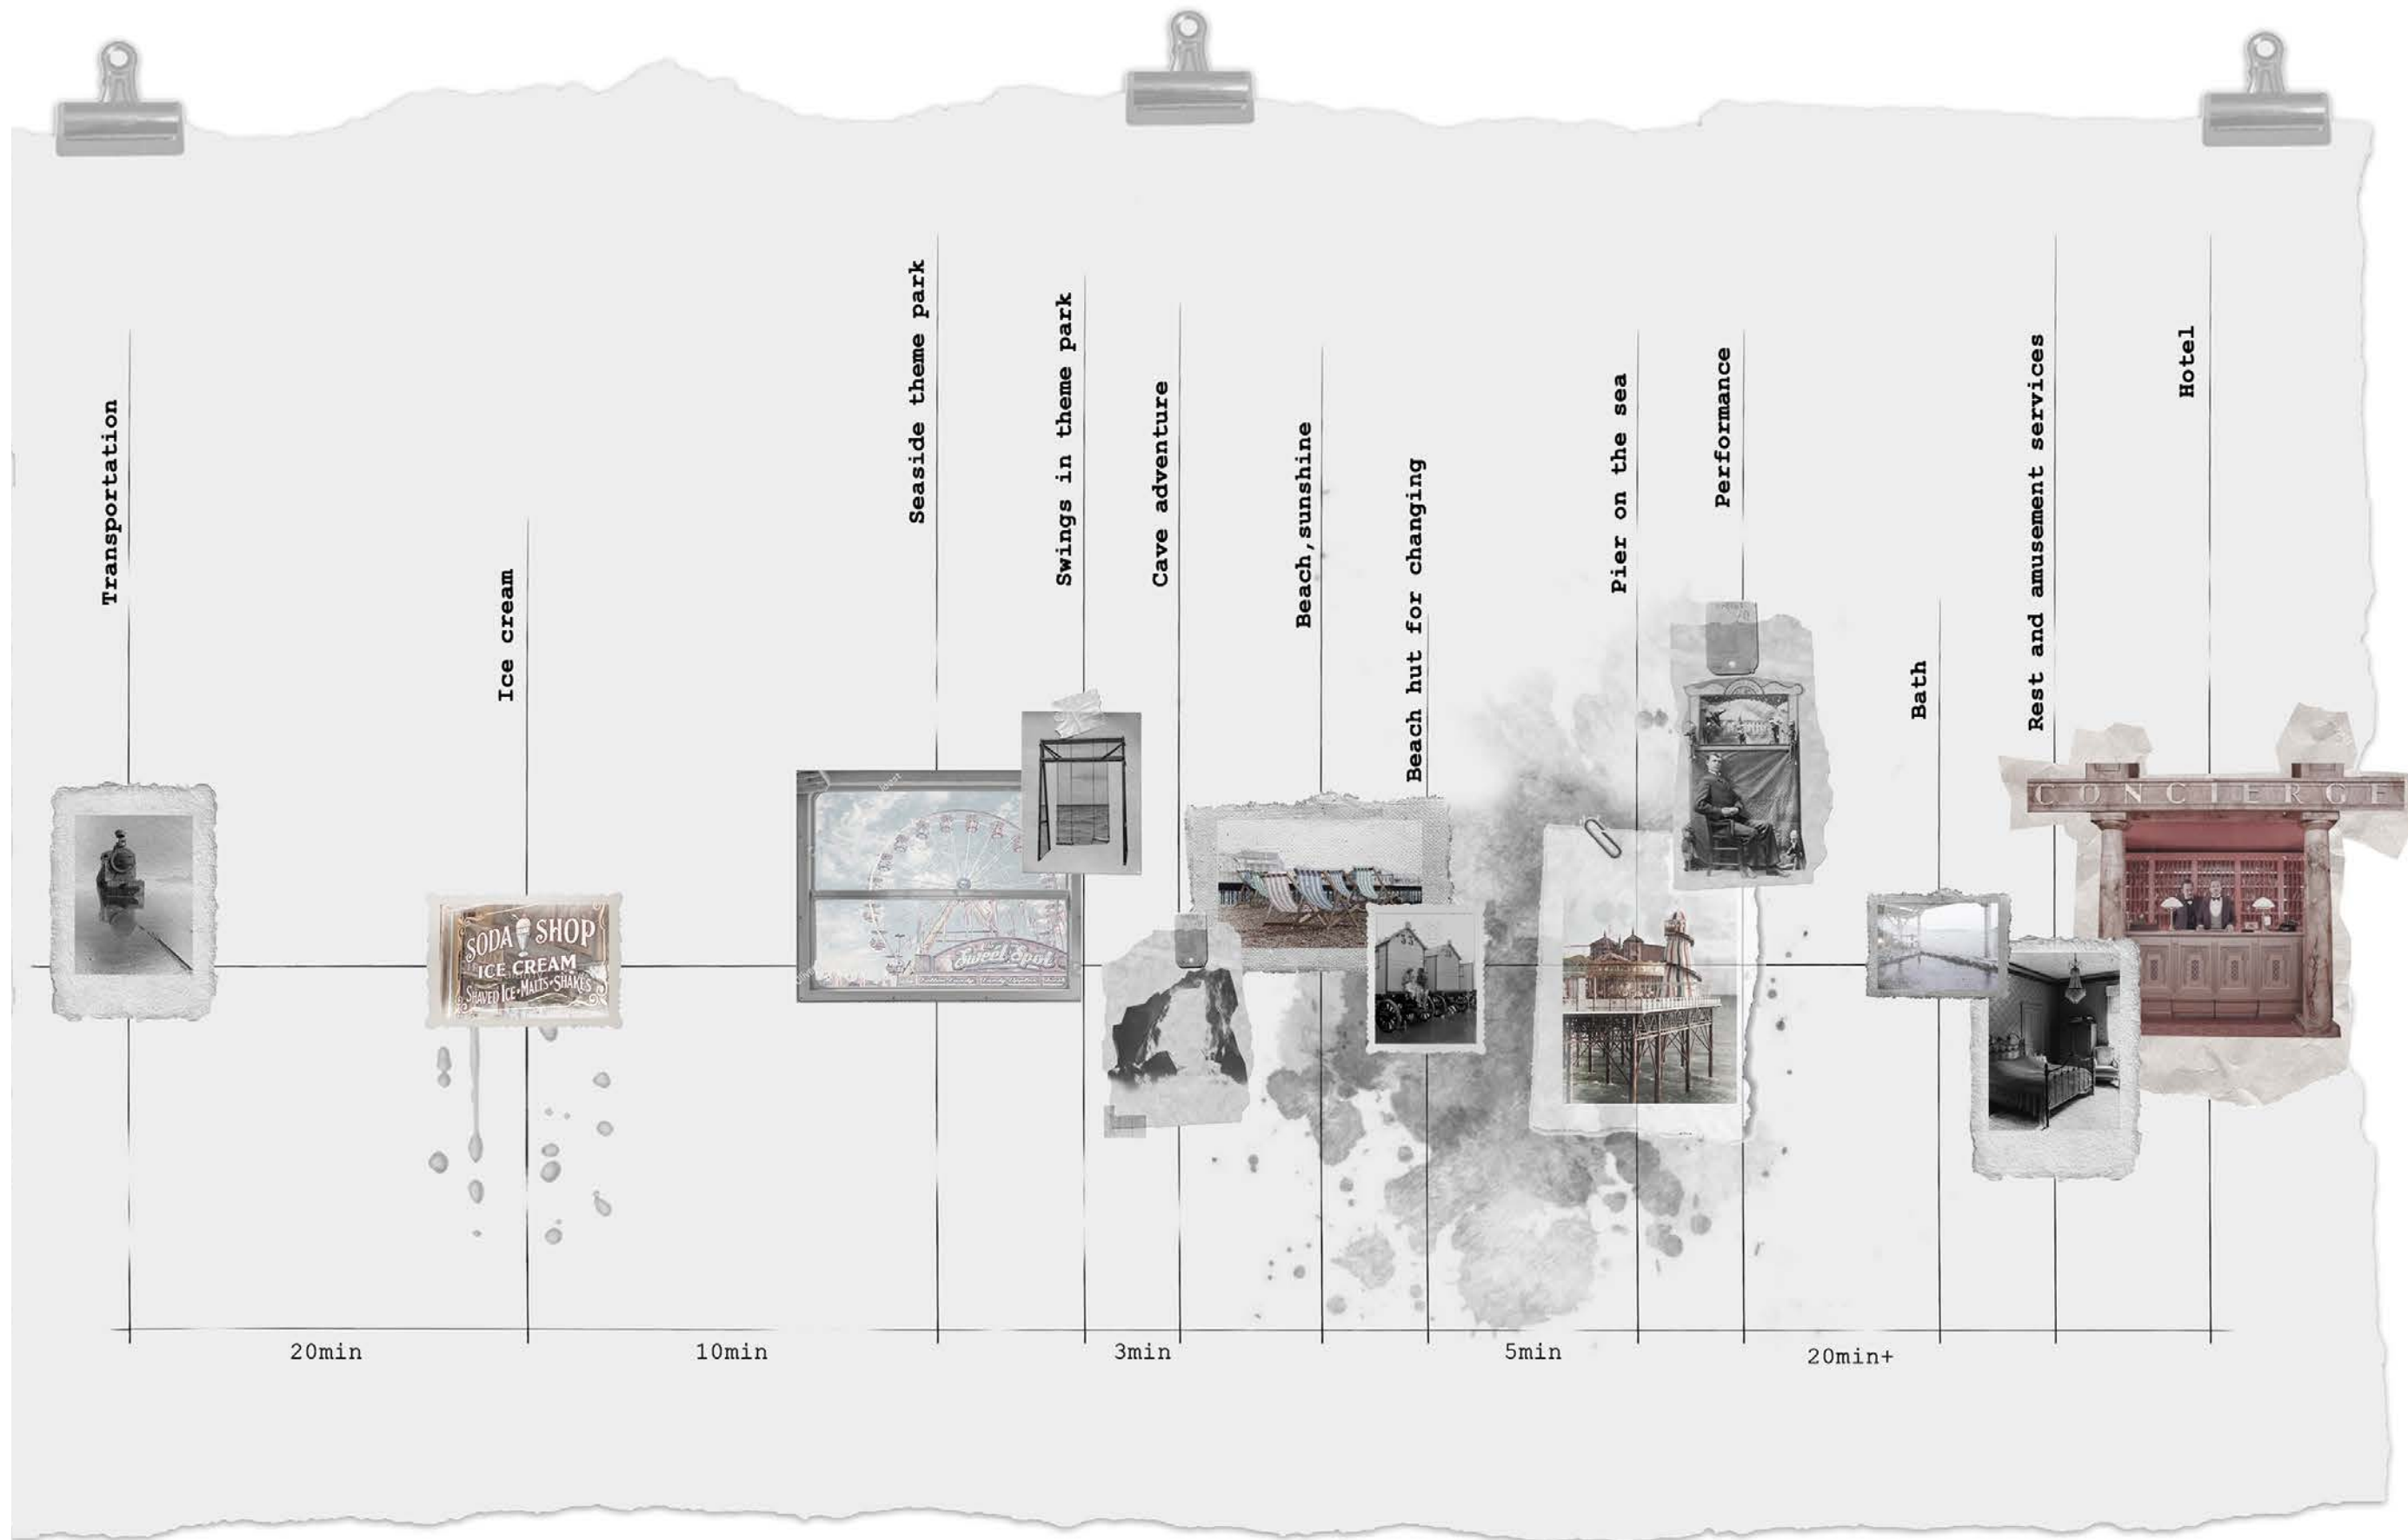 Transportation
Ice cream
Seaside theme park
Swings in theme park
Cave adventure
Beach,sunshine
Beach hut for changing
Pier on the sea
Performance
Bath
Rest and amusement services
Hotel
SODA SHOP
ICE CREAM
SHAVED ICE•MALTS•SHAKES
Sweet Spot
CONCIERGE
20min
10min
3min
5min
20min+